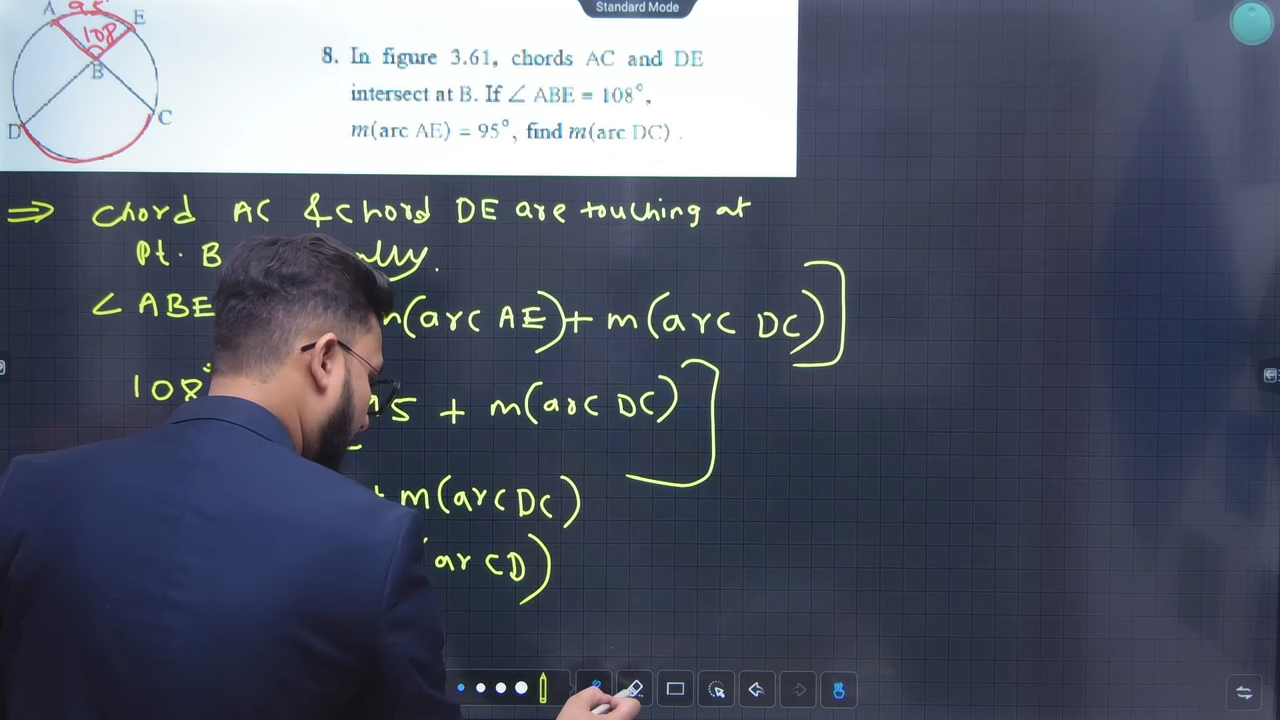 Standard Mode
A 95 E
108
B
D C
8. In figure 3.61, chords AC and DE
intersect at B. If ∠ ABE = 108°,
m(arc AE) = 95°, find m(arc DC) .
⇒ Chord AC & chord DE are touching at
Pt. B
∠ ABE m(arc AE) + m(arc DC)]
108° 95 + m(arc DC)]
+ m(arc DC)
arc D)